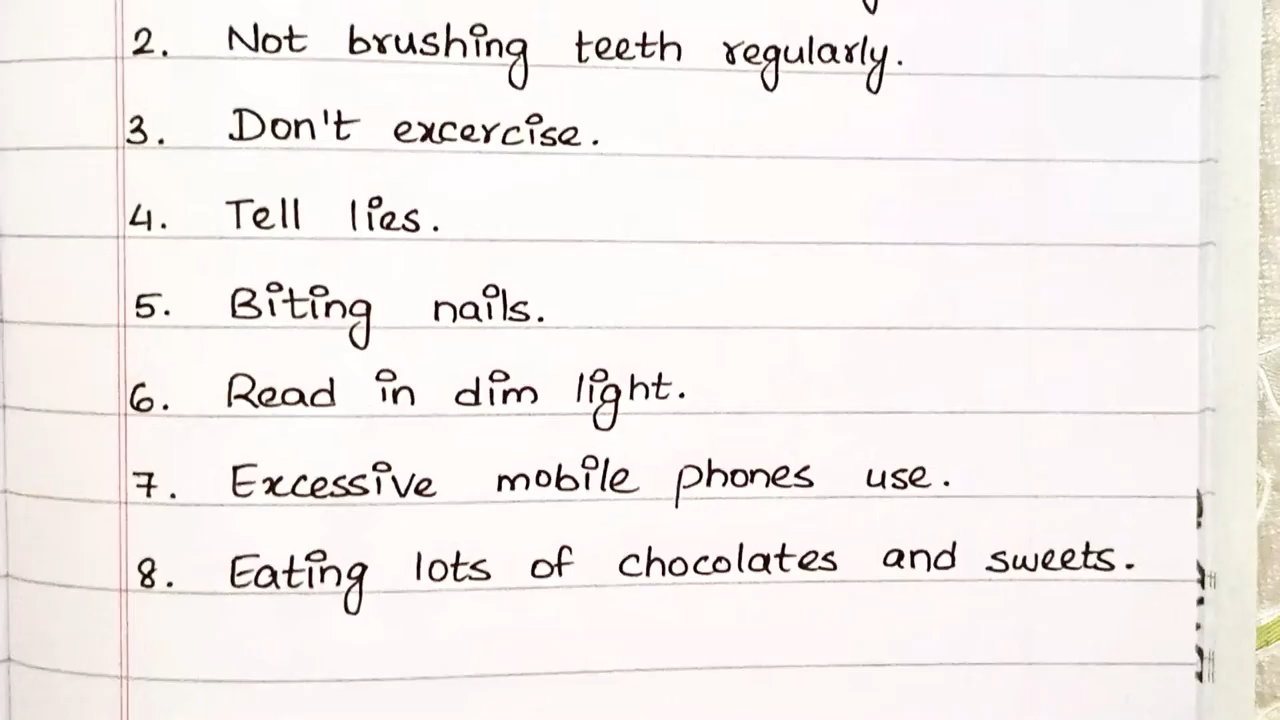 2. Not brushing teeth regularly.
3. Don't excercise.
4. Tell lies.
5. Biting nails.
6. Read in dim light.
7. Excessive mobile phones use.
8. Eating lots of chocolates and sweets.